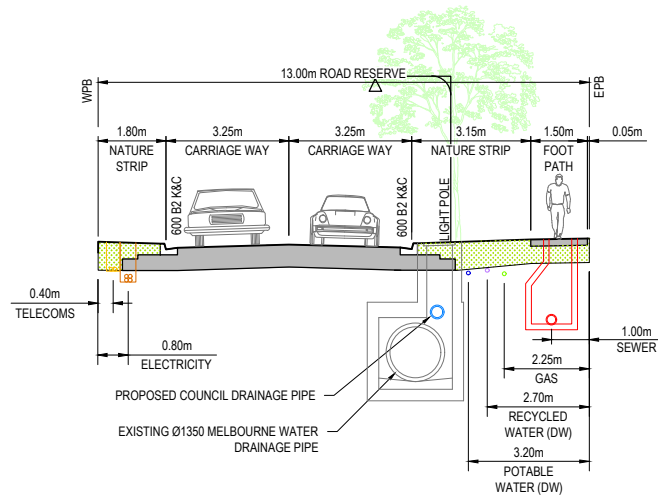 13.00m ROAD RESERVE
WPB
EPB
1.80m
3.25m
3.25m
3.15m
1.50m
0.05m
NATURE
STRIP
CARRIAGE WAY
CARRIAGE WAY
NATURE STRIP
FOOT
PATH
600 B2 K&C
600 B2 K&C
LIGHT POLE
0.40m
TELECOMS
0.80m
ELECTRICITY
1.00m
SEWER
2.25m
GAS
PROPOSED COUNCIL DRAINAGE PIPE
2.70m
RECYCLED
WATER (DW)
EXISTING Ø1350 MELBOURNE WATER
DRAINAGE PIPE
3.20m
POTABLE
WATER (DW)